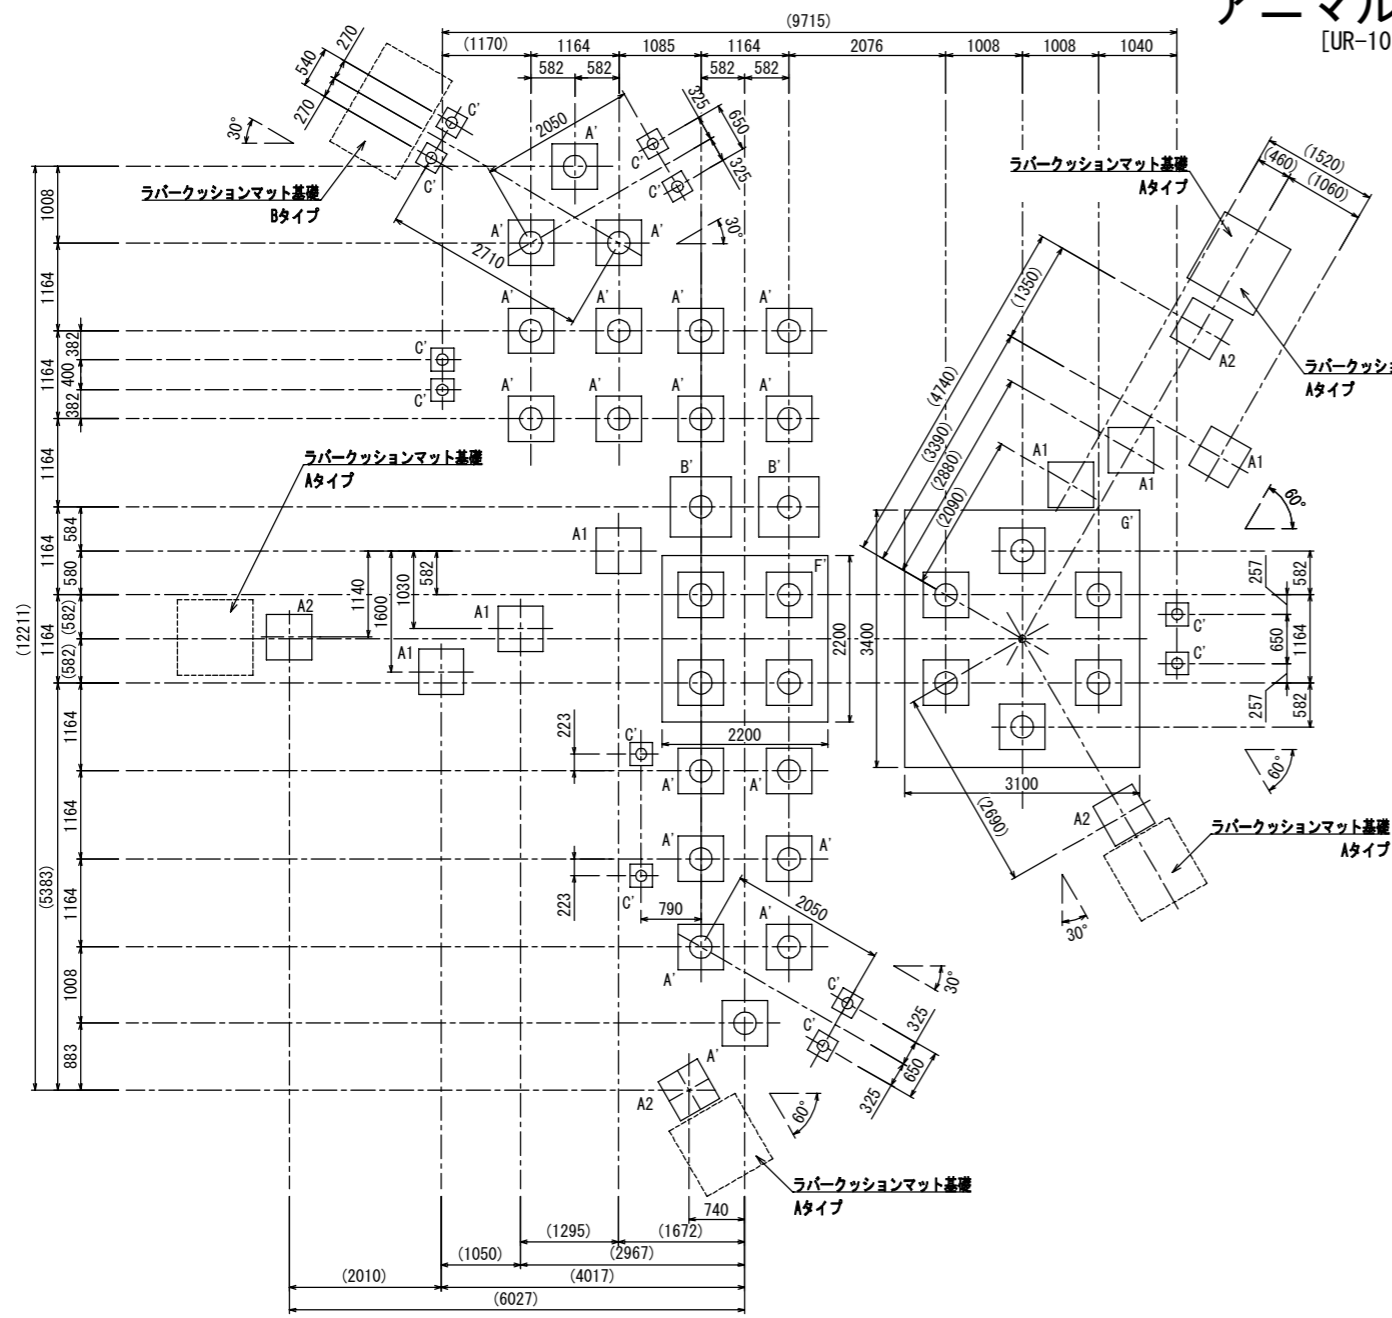 アニマル
[UR-10
(9715)
(1170)
1164
1085
1164
2076
1008
1008
1040
582
582
582
582
270
540
270
30°
C'
C'
2050
A'
C'
C'
325
650
325
ラバークッションマット基礎
Bタイプ
A'
A'
30°
2710
ラバークッションマット基礎
Aタイプ
(460)
(1520)
(1060)
1008
1164
1164
382
400
382
A'
A'
A'
A'
C'
C'
A'
A'
A'
A'
(1350)
(4740)
(3390)
(2880)
(2090)
A2
ラバークッシ
Aタイプ
A1
A1
A1
60°
ラバークッションマット基礎
Aタイプ
B'
B'
1164
1164
584
580
1140
1600
1030
582
A1
F'
G'
(12211)
1164
(582)
(582)
A2
A1
A1
2200
3400
257
582
C'
650
1164
C'
257
582
2200
3100
60°
1164
223
C'
A'
A'
(2690)
A2
ラバークッションマット基礎
Aタイプ
(5383)
1164
1164
223
C'
A'
A'
790
2050
30°
A'
A'
1008
883
C'
C'
30°
325
650
325
A'
A2
60°
ラバークッションマット基礎
Aタイプ
740
(1295)
(1672)
(1050)
(2967)
(2010)
(4017)
(6027)